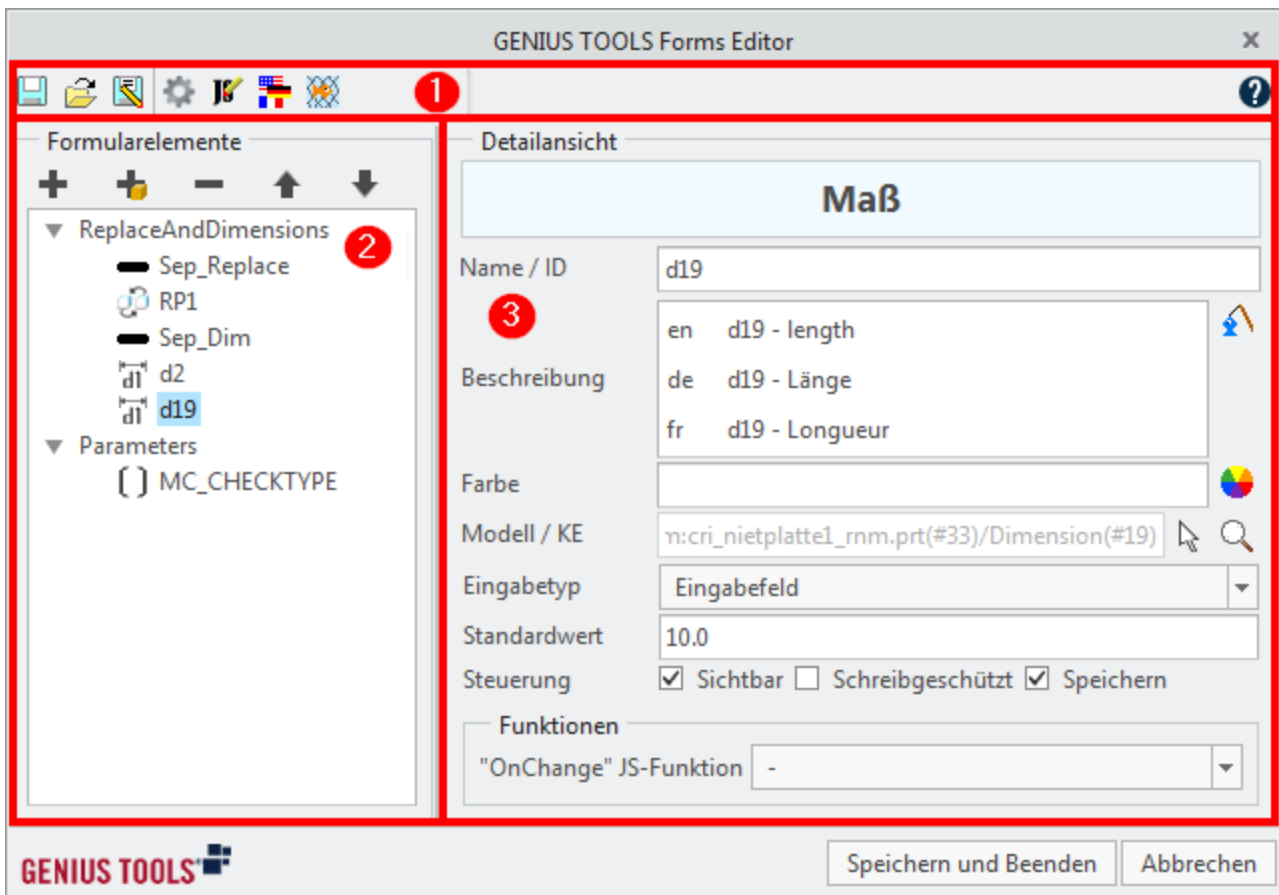 GENIUS TOOLS Forms Editor
1
Formularelemente
ReplaceAndDimensions
2
Sep_Replace
RP1
Sep_Dim
d1 d2
d1 d19
Parameters
MC_CHECKTYPE
Detailansicht
Maß
Name / ID d19
3
Beschreibung
en d19 - length
de d19 - Länge
fr d19 - Longueur
Farbe
Modell / KE n:cri_nietplatte1_rnm.prt(#33)/Dimension(#19)
Eingabetyp Eingabefeld
Standardwert 10.0
Steuerung Sichtbar Schreibgeschützt Speichern
Funktionen
"OnChange" JS-Funktion -
GENIUS TOOLS
Speichern und Beenden Abbrechen